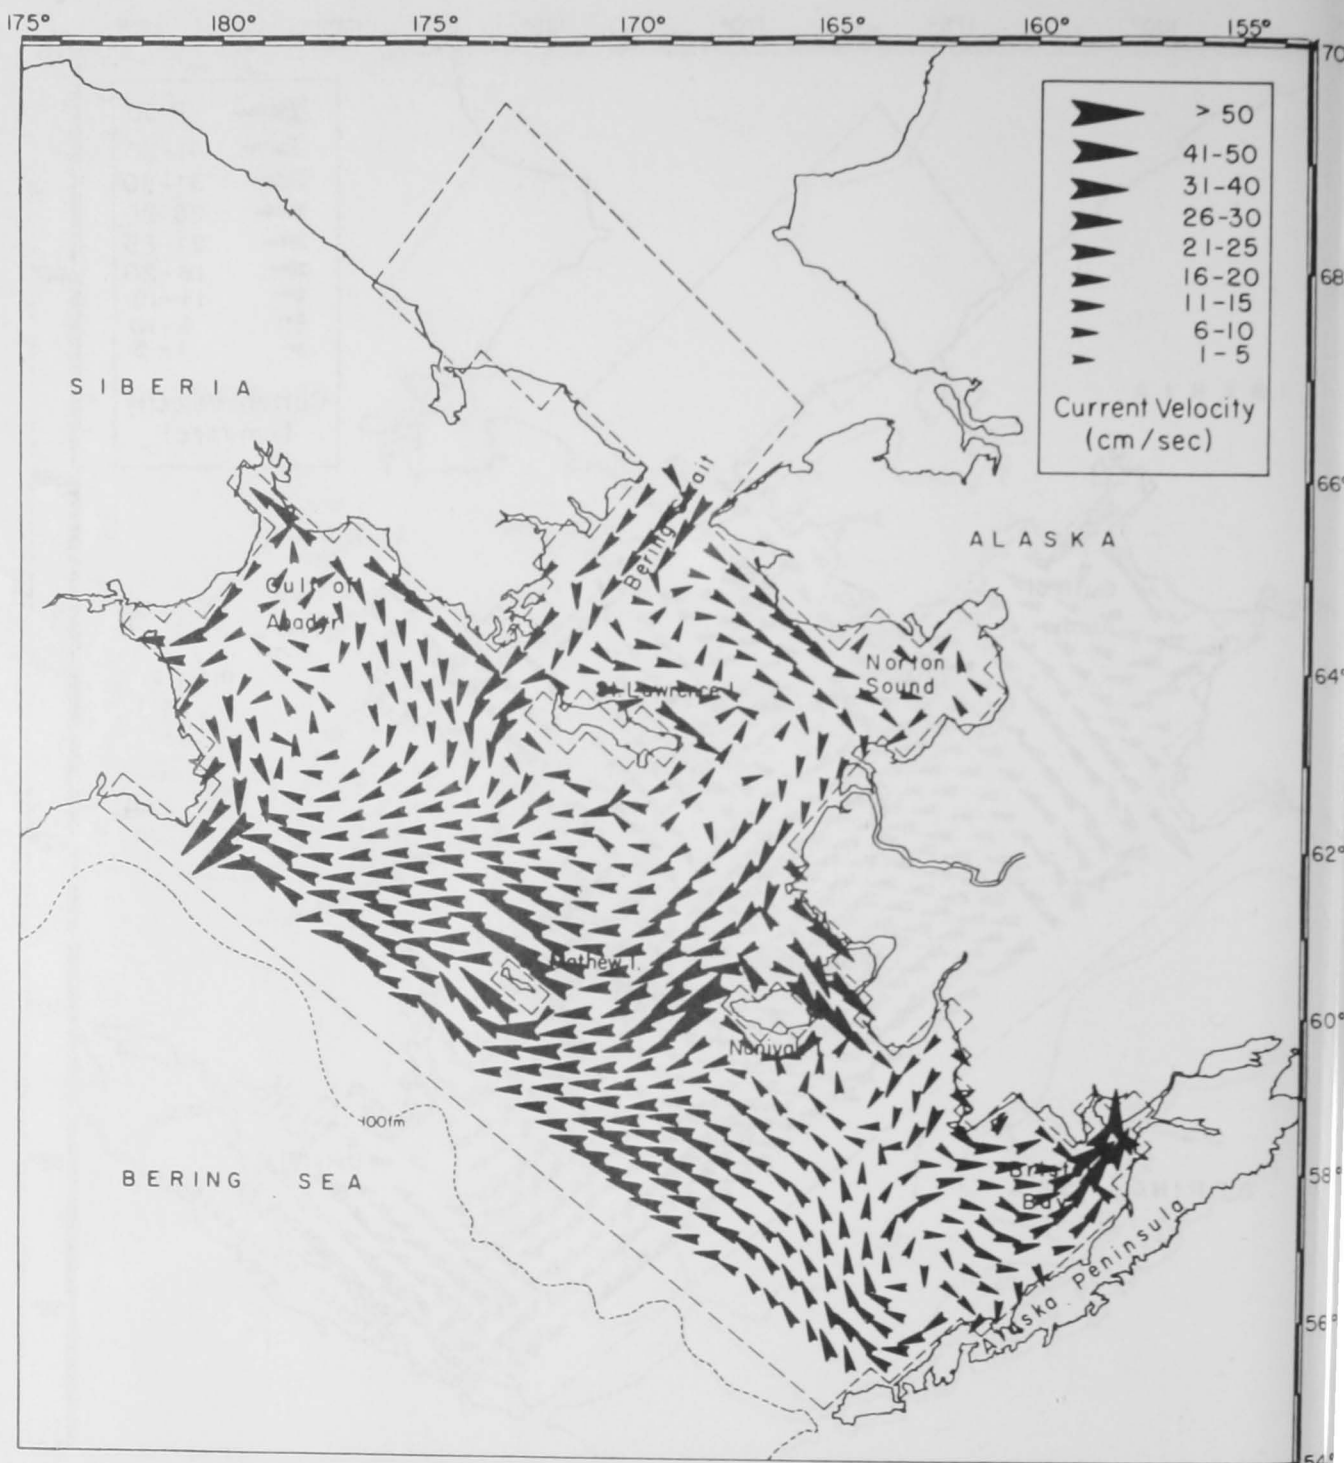 175° 180° 175° 170° 165° 160° 155°
70
> 50
41-50
31-40
26-30
21-25
16-20
11-15
6-10
1-5
Current Velocity
(cm/sec)
68
SIBERIA
66°
ALASKA
Bering Strait
Gulf of
Anadyr
Norton
Sound
64°
St. Lawrence I.
62°
Mathew I.
60°
Nunivak
100fm
BERING SEA
58°
Bristol
Bay
Alaska Peninsula
56°
54°